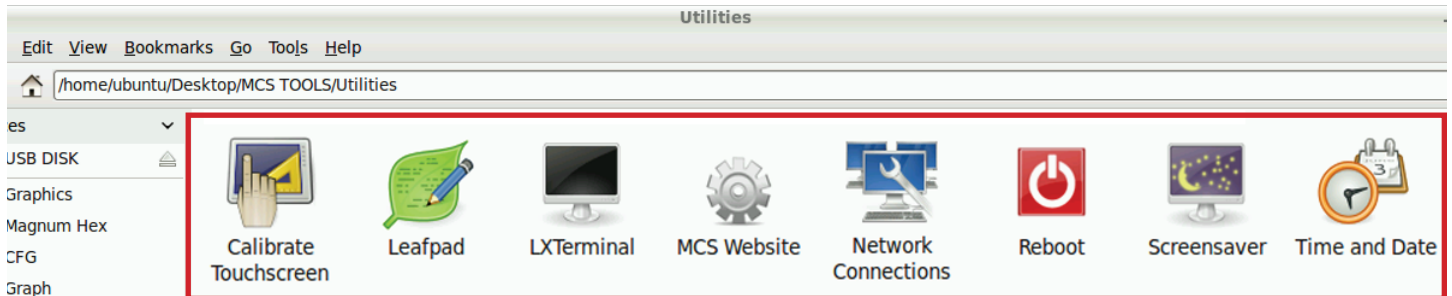 Utilities
Edit View Bookmarks Go Tools Help
/home/ubuntu/Desktop/MCS TOOLS/Utilities
es
USB DISK
Graphics
Magnum Hex
CFG
Graph
Calibrate Touchscreen
Leafpad
LXTerminal
MCS Website
Network Connections
Reboot
Screensaver
3
Time and Date